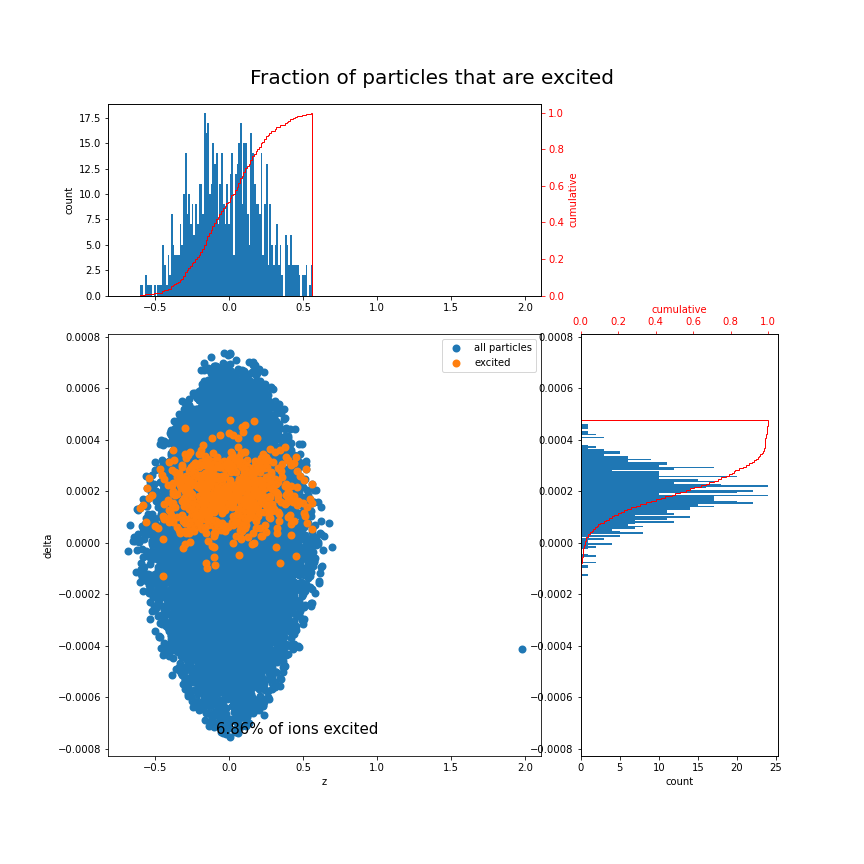 Fraction of particles that are excited
17.5
15.0
12.5
10.0
7.5
5.0
2.5
0.0
count
1.0
0.8
0.6
0.4
0.2
0.0
cumulative
−0.5 0.0 0.5 1.0 1.5 2.0
cumulative
0.0 0.2 0.4 0.6 0.8 1.0
0.0008
0.0006
0.0004
0.0002
0.0000
−0.0002
−0.0004
−0.0006
−0.0008
delta
all particles
excited
6.86% of ions excited
−0.5 0.0 0.5 1.0 1.5 2.0
z
0.0008
0.0006
0.0004
0.0002
0.0000
−0.0002
−0.0004
−0.0006
−0.0008
0 5 10 15 20 25
count